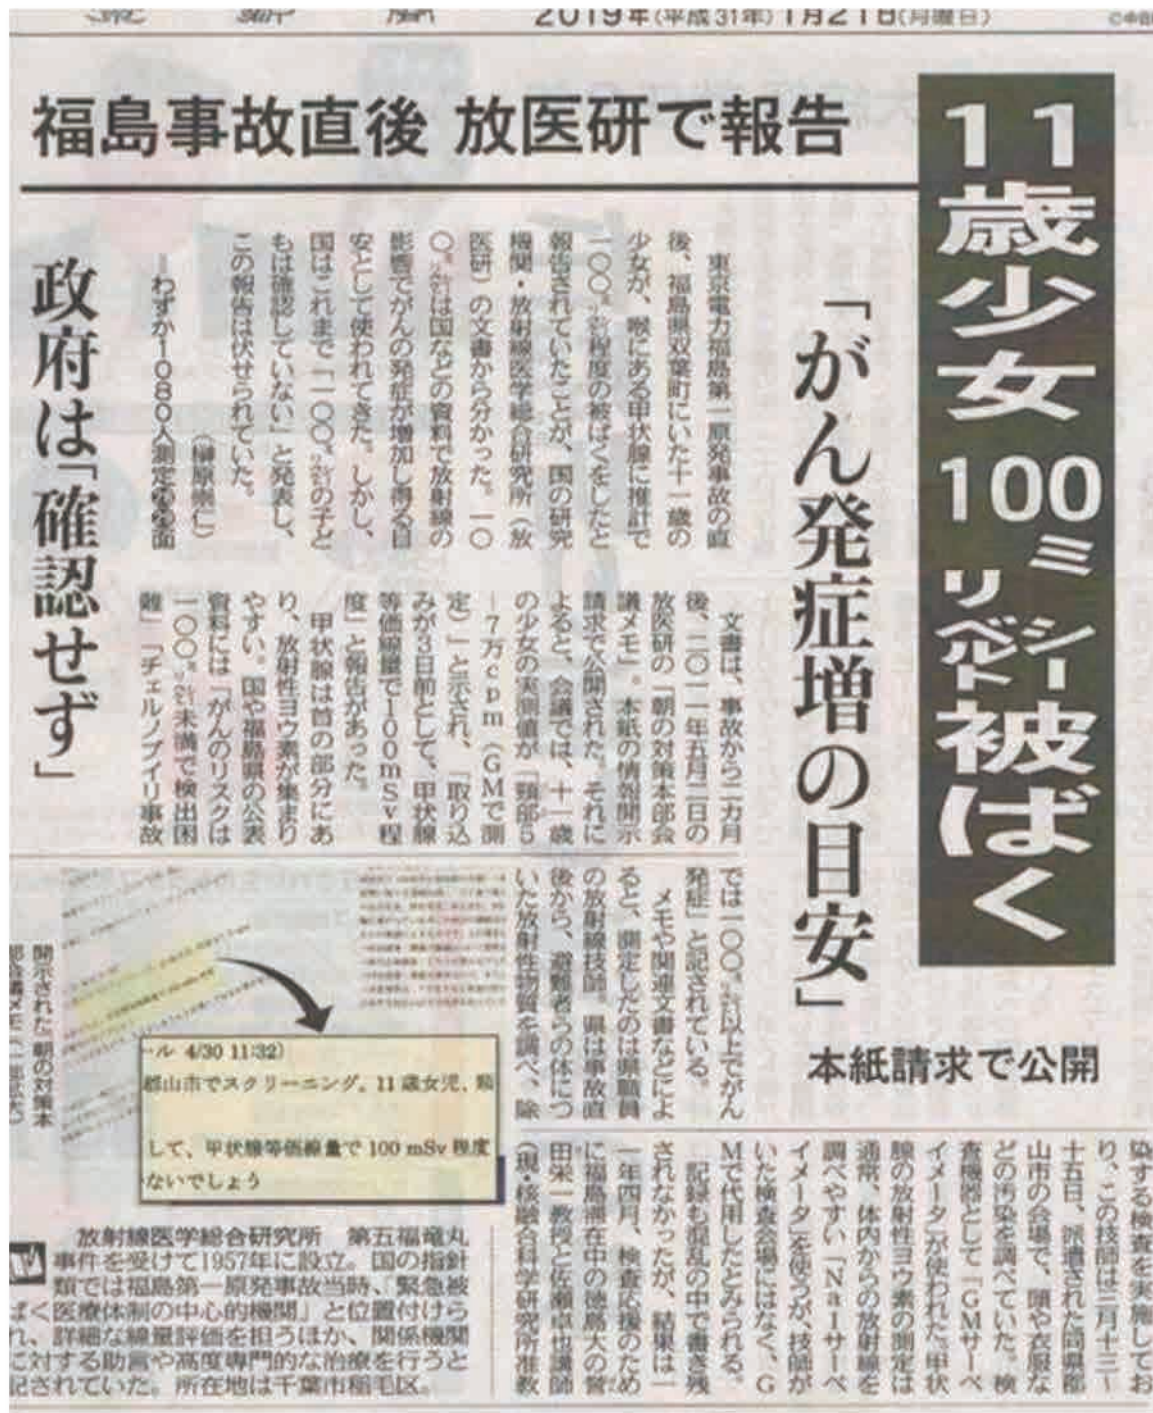 2019年(平成31年)1月21日(月曜日)
11歳少女100ミリシーベルト被ばく
福島事故直後 放医研で報告
「がん発症増の目安」
本紙請求で公開
政府は「確認せず」
東京電力福島第一原発事故の直
後、福島県双葉町にいた十一歳の
少女が、喉にある甲状腺に推計で
一〇〇㍉シーベルト程度の被ばくをしたと
報告されていたことが、国の研究
機関・放射線医学総合研究所(放
医研)の文書から分かった。一〇
〇㍉シーベルトは国などの資料で放射線の
影響でがんの発症が増加し得る目
安として使われてきた。しかし、
国はこれまで「一〇〇㍉シーベルトの子ど
もは確認していない」と発表し、
この報告は伏せられていた。
(榊原崇仁)
=わずか1080人測定
文書は、事故から二カ月
後、二〇一一年五月二日の
放医研の「朝の対策本部会
議メモ」。本紙の情報開示
請求で公開された。それに
よると、会議では、十一歳
の少女の実測値が「頸部5
-7万cpm(GMで測
定)」と示され、「取り込
みが3日前として、甲状腺
等価線量で100mSv程
度」と報告があった。
甲状腺は首の部分にあ
り、放射性ヨウ素が集まり
やすい。国や福島県の公表
資料には「がんのリスクは
一〇〇㍉シーベルト未満で検出困
難」「チェルノブイリ事故
では一〇〇㍉シーベルト以上でがん
発症」と記されている。
メモや関連文書などによ
ると、測定したのは県職員
の放射線技師。県は事故直
後から、避難者らの体につ
いた放射性物質を調べ、除
染する検査を実施してお
り、この技師は三月十三~
十五日、派遣された同県郡
山市の会場で、頭や衣服な
どの汚染を調べていた。検
査機器として「GMサーベ
イメータ」が使われた。甲状
腺の放射性ヨウ素の測定は
通常、体内からの放射線を
調べやすい「NaIサーベ
イメータ」を使うが、技師が
いた検査会場にはなく、G
Mで代用したとみられる。
記録も混乱の中で書き残
されなかったが、結果は一
一年四月、検査応援のため
に福島滞在中の徳島大の誉
田栄一教授と佐瀬卓也講師
(現・核融合科学研究所准教
開示された「朝の対策本
ール 4/30 11:32)
郡山市でスクリーニング。11歳女児、頸
して、甲状腺等価線量で 100 mSv 程度
ないでしょう
放射線医学総合研究所 第五福竜丸
事件を受けて1957年に設立。国の指針
類では福島第一原発事故当時、「緊急被
ばく医療体制の中心的機関」と位置付けら
れ、詳細な線量評価を担うほか、関係機関
に対する助言や高度専門的な治療を行うと
記されていた。所在地は千葉市稲毛区。